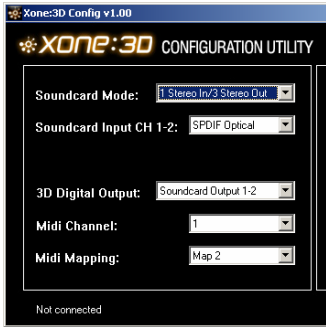 Xone:3D Config v1.00
XONE:3D CONFIGURATION UTILITY
Soundcard Mode: 1 Stereo In/3 Stereo Out
Soundcard Input CH 1-2: SPDIF Optical
3D Digital Output: Soundcard Output 1-2
Midi Channel: 1
Midi Mapping: Map 2
Not connected